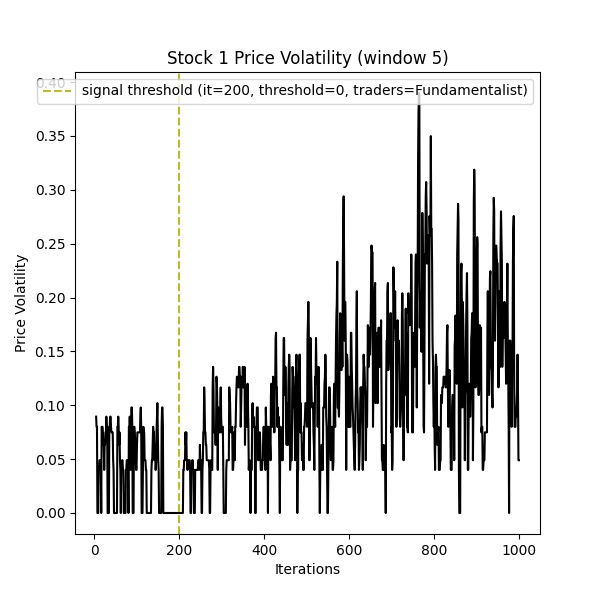 Stock 1 Price Volatility (window 5)
signal threshold (it=200, threshold=0, traders=Fundamentalist)
Price Volatility
0.40
0.35
0.30
0.25
0.20
0.15
0.10
0.05
0.00
0 200 400 600 800 1000
Iterations